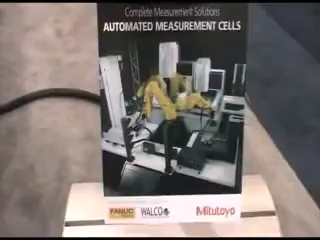 Complete Measurement Solutions
AUTOMATED MEASUREMENT CELLS
FANUC WALCO Mitutoyo